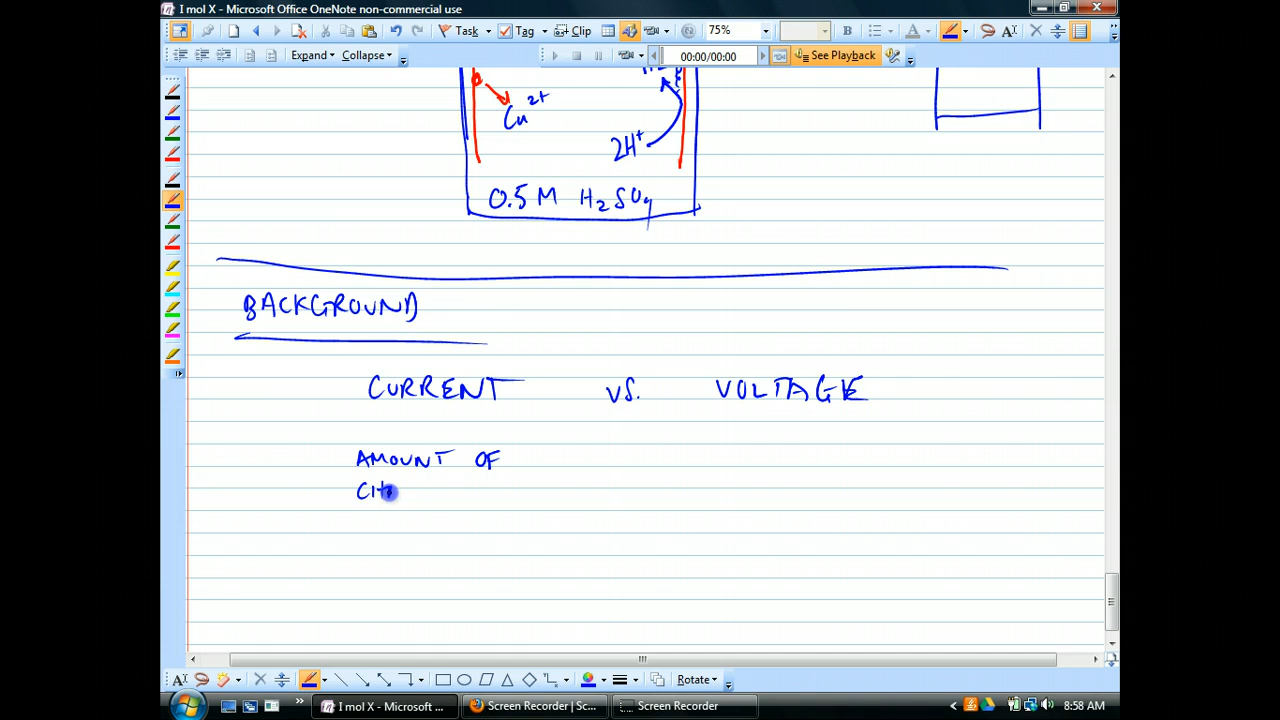 I mol X - Microsoft Office OneNote non-commercial use
Task Tag Clip 75% B A
Expand Collapse 00:00/00:00 See Playback
Cu2+
2H+
0.5 M H2SO4
BACKGROUND
CURRENT VS. VOLTAGE
AMOUNT OF
CH
Rotate
I mol X - Microsoft ... Screen Recorder | Sc... Screen Recorder 8:58 AM